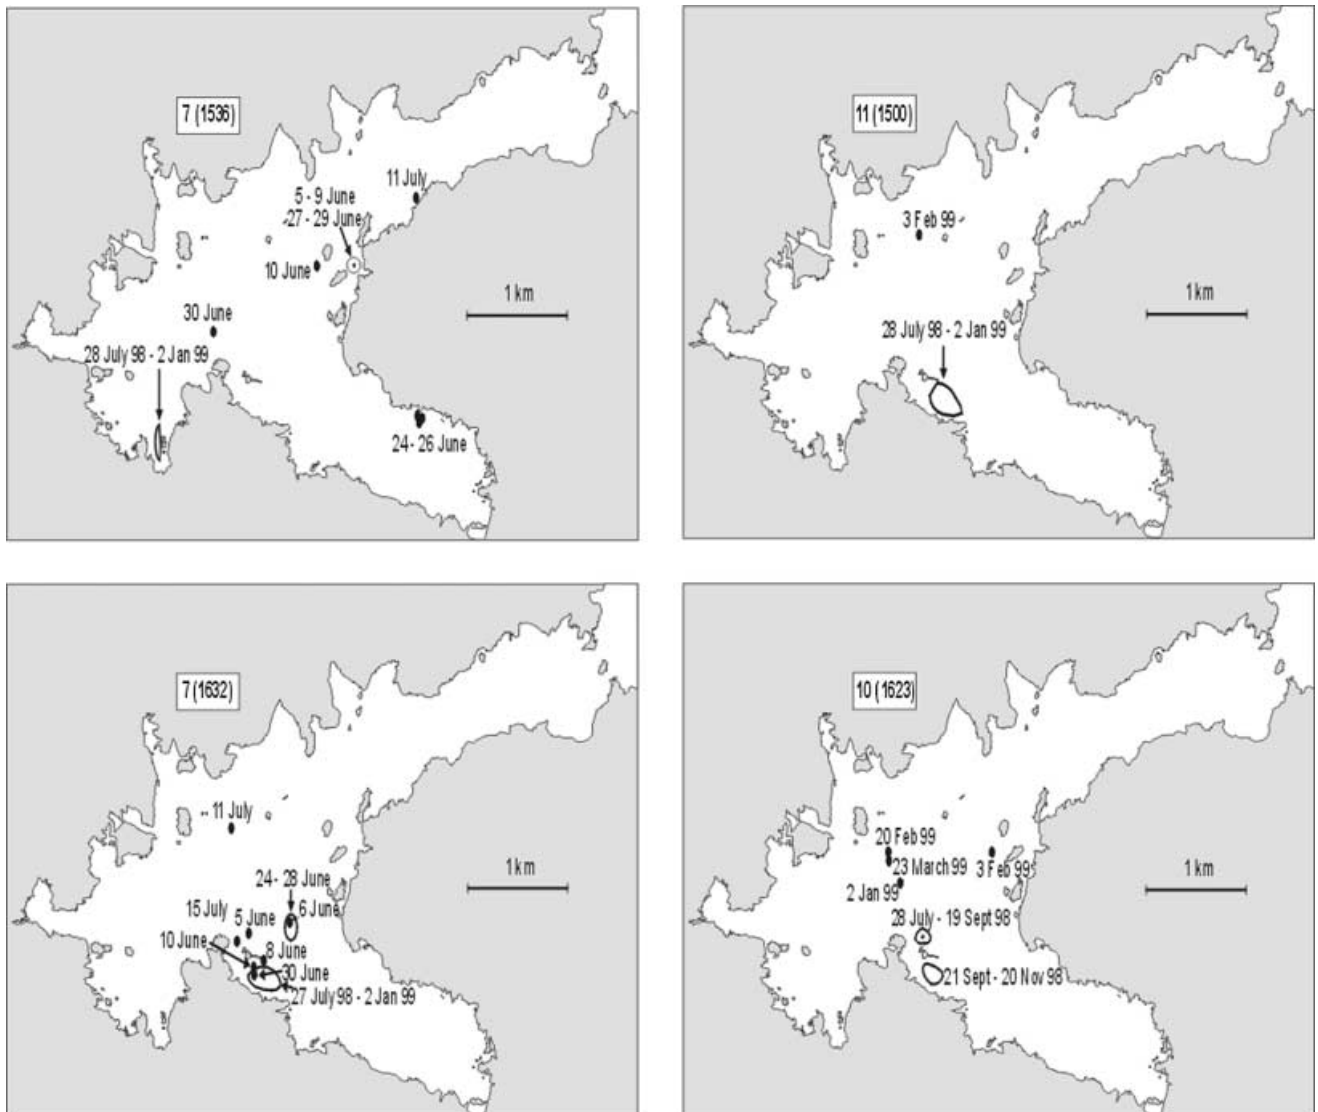 7 (1536)
11 July
5 - 9 June
27 - 29 June
10 June
1 km
30 June
28 July 98 - 2 Jan 99
24 - 26 June
11 (1500)
3 Feb 99
1 km
28 July 98 - 2 Jan 99
7 (1632)
11 July
1 km
24 - 28 June
15 July
5 June
6 June
10 June
8 June
30 June
27 July 98 - 2 Jan 99
10 (1623)
20 Feb 99
23 March 99
3 Feb 99
1 km
2 Jan 99
28 July - 19 Sept 98
21 Sept - 20 Nov 98